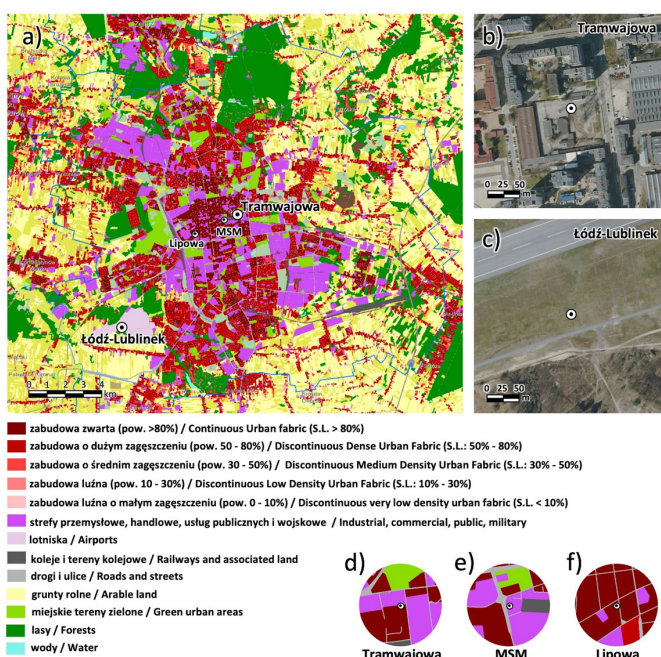 a)
Tramwajowa
MSM
Lipowa
Łódź-Lublinek
0 1 2 3 4
km
b)
Tramwajowa
0 25 50
m
c)
Łódź-Lublinek
0 25 50
m
zabudowa zwarta (pow. >80%) / Continuous Urban fabric (S.L. > 80%)
zabudowa o dużym zagęszczeniu (pow. 50 - 80%) / Discontinuous Dense Urban Fabric (S.L.: 50% - 80%)
zabudowa o średnim zagęszczeniu (pow. 30 - 50%) / Discontinuous Medium Density Urban Fabric (S.L.: 30% - 50%)
zabudowa luźna (pow. 10 - 30%) / Discontinuous Low Density Urban Fabric (S.L.: 10% - 30%)
zabudowa luźna o małym zagęszczeniu (pow. 0 - 10%) / Discontinuous very low density urban fabric (S.L. < 10%)
strefy przemysłowe, handlowe, usług publicznych i wojskowe / Industrial, commercial, public, military
lotniska / Airports
koleje i tereny kolejowe / Railways and associated land
drogi i ulice / Roads and streets
grunty rolne / Arable land
miejskie tereny zielone / Green urban areas
lasy / Forests
wody / Water
d)
Tramwajowa
e)
MSM
f)
Lipowa